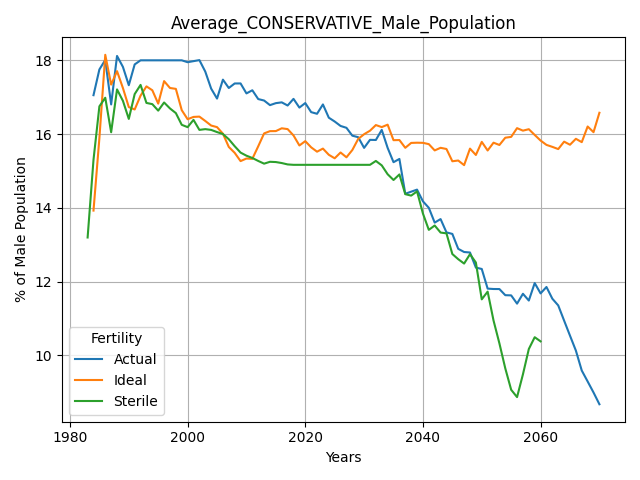 Average_CONSERVATIVE_Male_Population
% of Male Population
18
16
14
12
10
Fertility
Actual
Ideal
Sterile
1980
2000
2020
2040
2060
Years